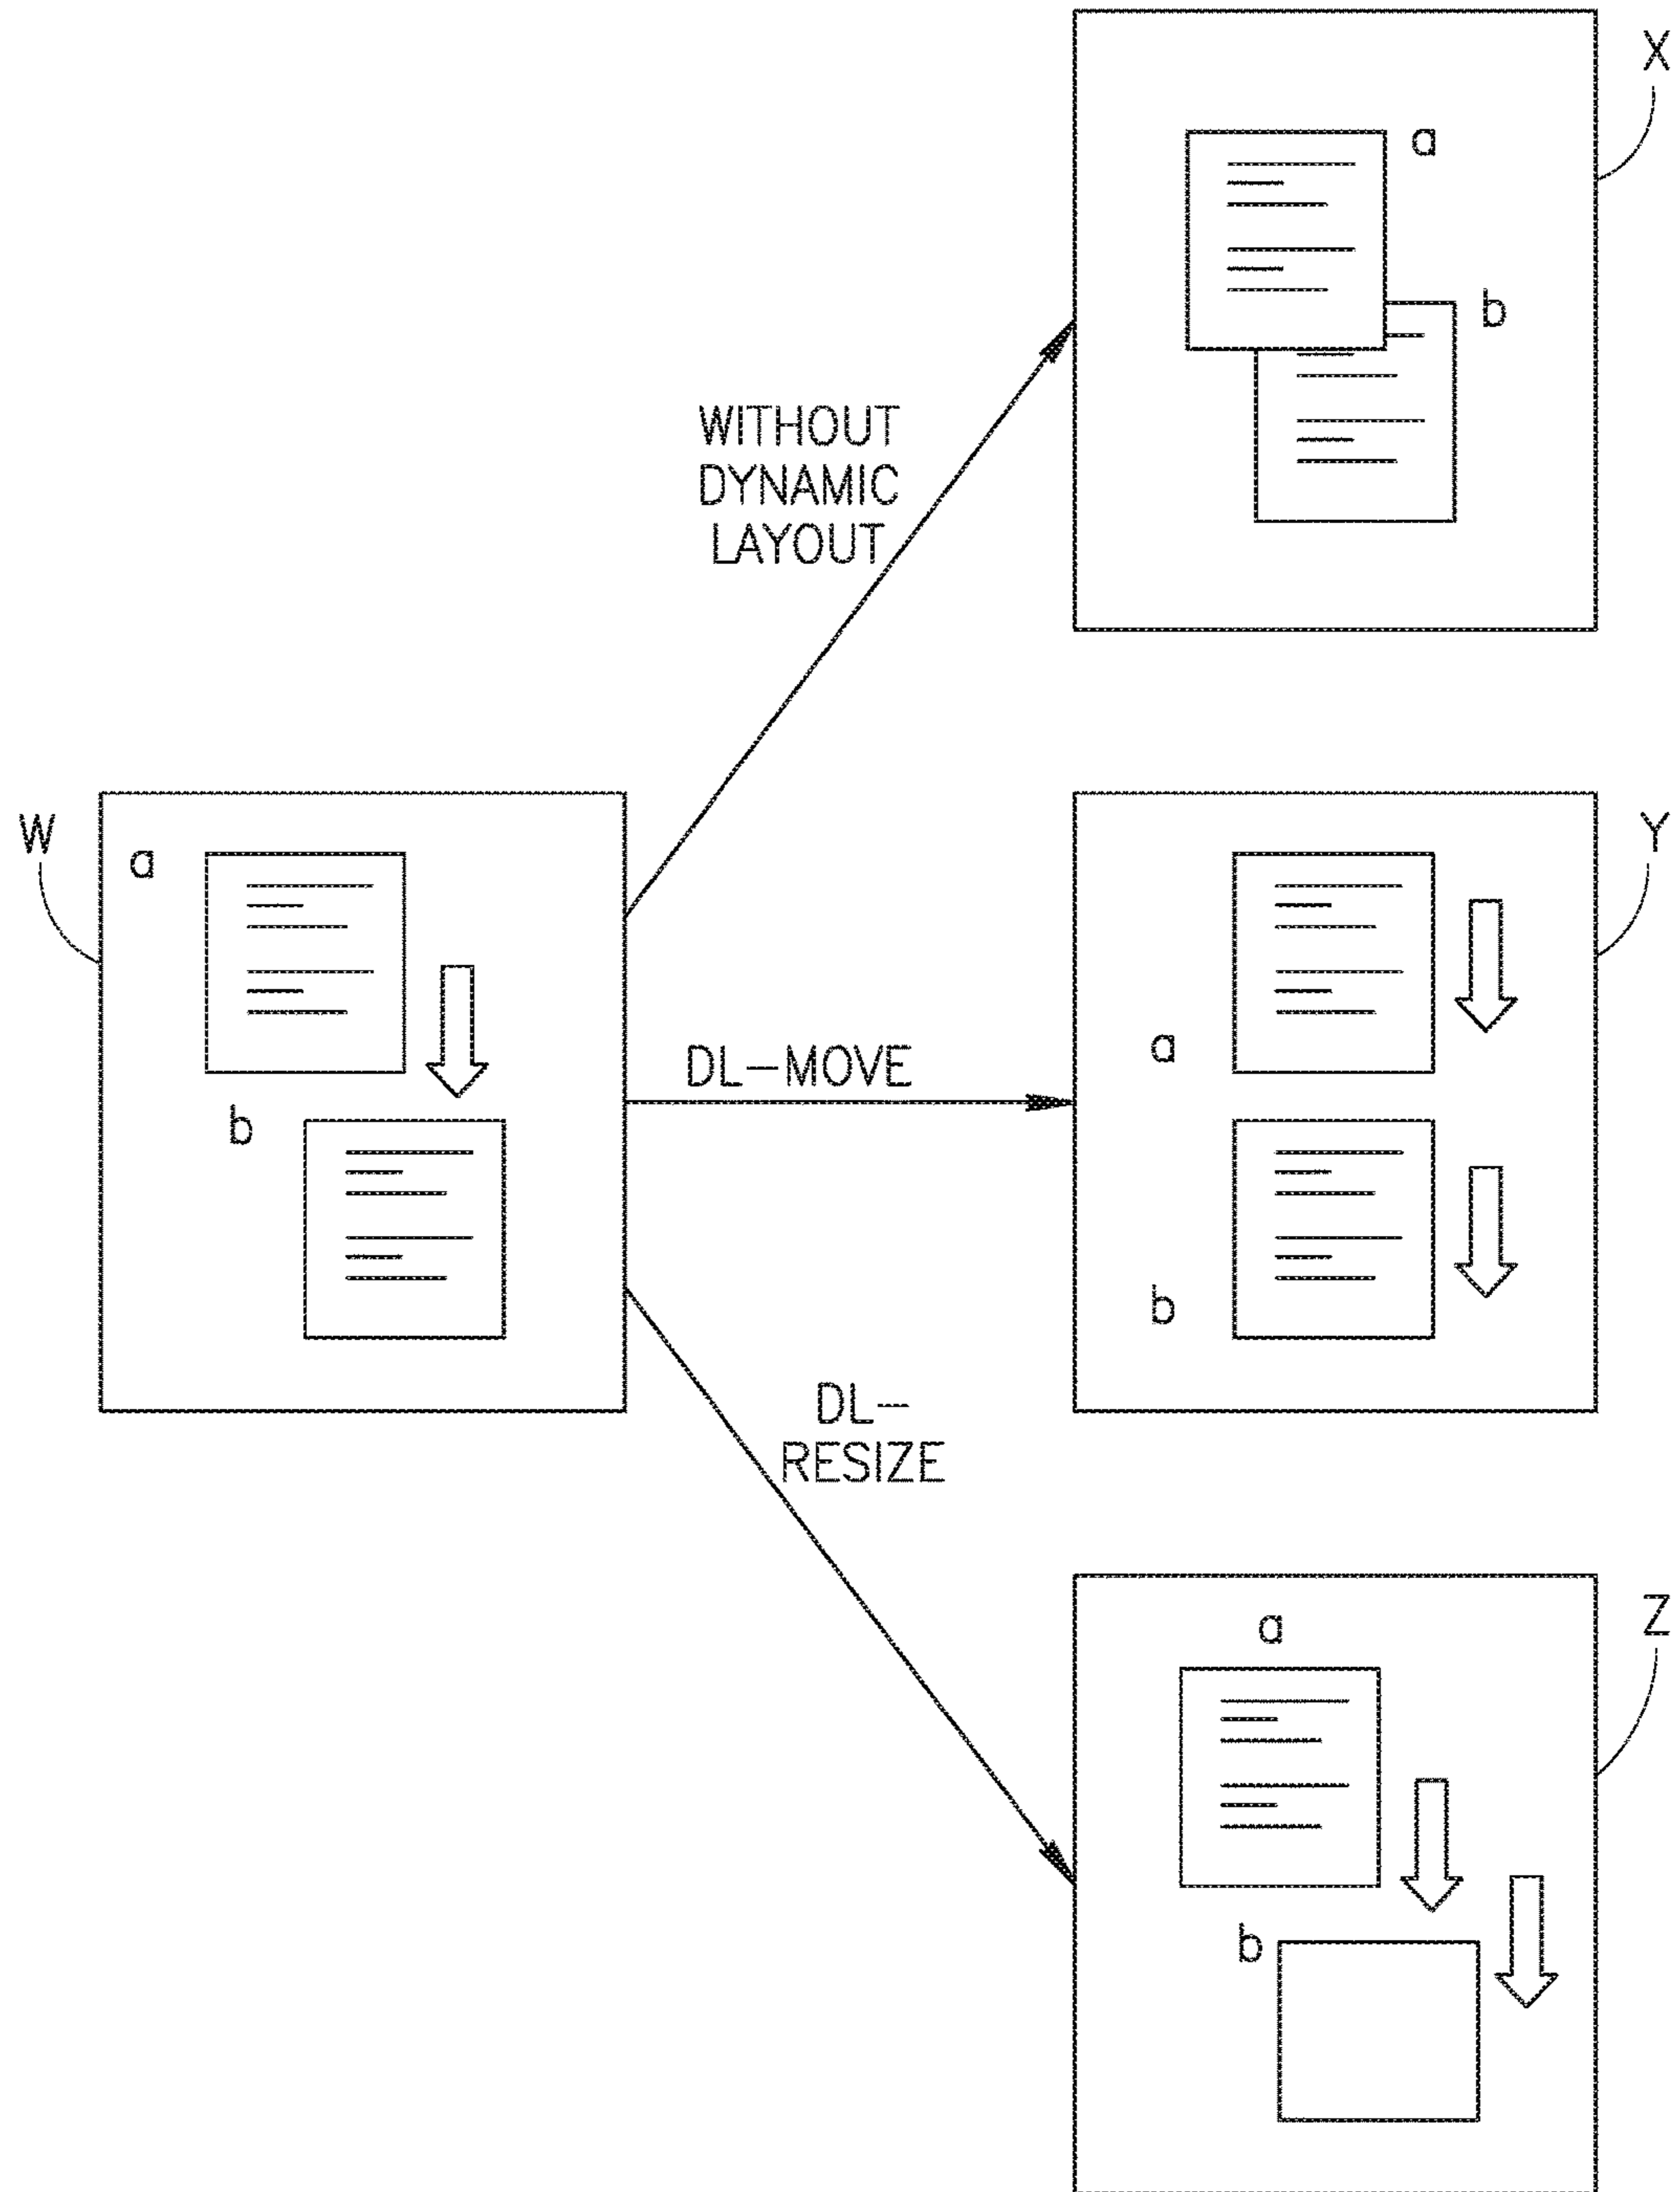 X
a
b
WITHOUT
DYNAMIC
LAYOUT
W
a
b
DL-MOVE
Y
a
b
DL-
RESIZE
Z
a
b